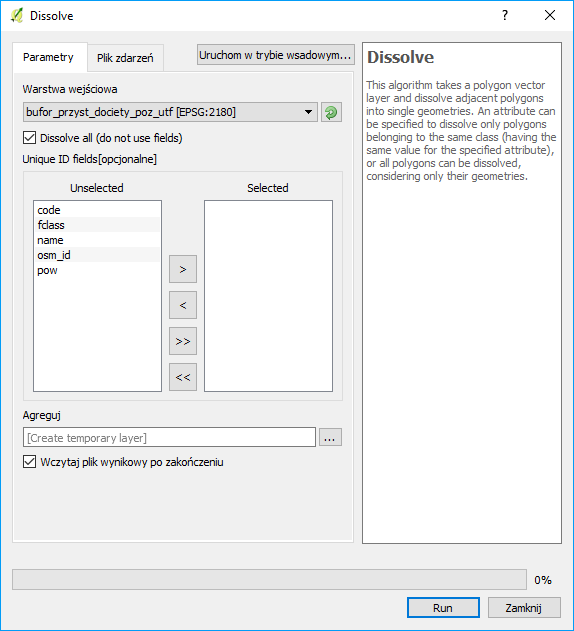 Dissolve
?
Parametry
Plik zdarzeń
Uruchom w trybie wsadowym...
Warstwa wejściowa
bufor_przyst_dociety_poz_utf [EPSG:2180]
Dissolve all (do not use fields)
Unique ID fields[opcjonalne]
Unselected
Selected
code
fclass
name
osm_id
pow
>
<
>>
<<
Agreguj
[Create temporary layer]
...
Wczytaj plik wynikowy po zakończeniu
Dissolve
This algorithm takes a polygon vector
layer and dissolve adjacent polygons
into single geometries. An attribute can
be specified to dissolve only polygons
belonging to the same class (having the
same value for the specified attribute),
or all polygons can be dissolved,
considering only their geometries.
0%
Run
Zamknij